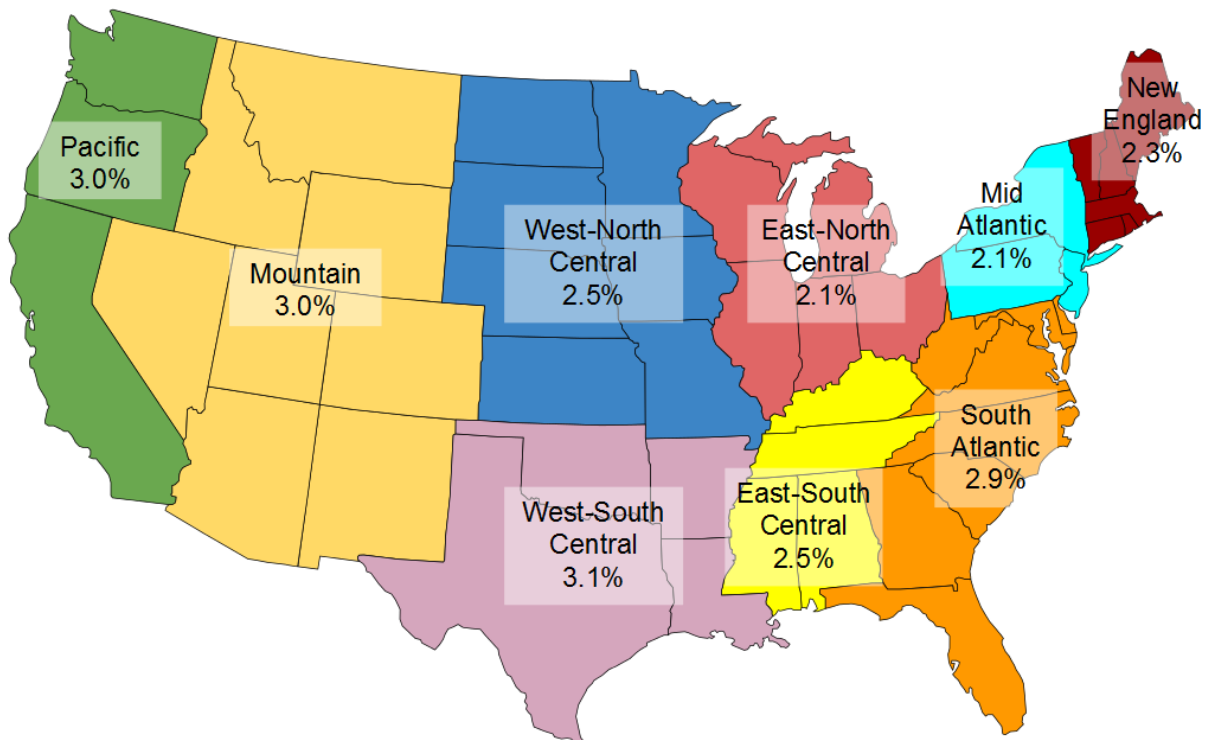 Pacific
3.0%
Mountain
3.0%
West-North
Central
2.5%
East-North
Central
2.1%
New
England
2.3%
Mid
Atlantic
2.1%
South
Atlantic
2.9%
East-South
Central
2.5%
West-South
Central
3.1%